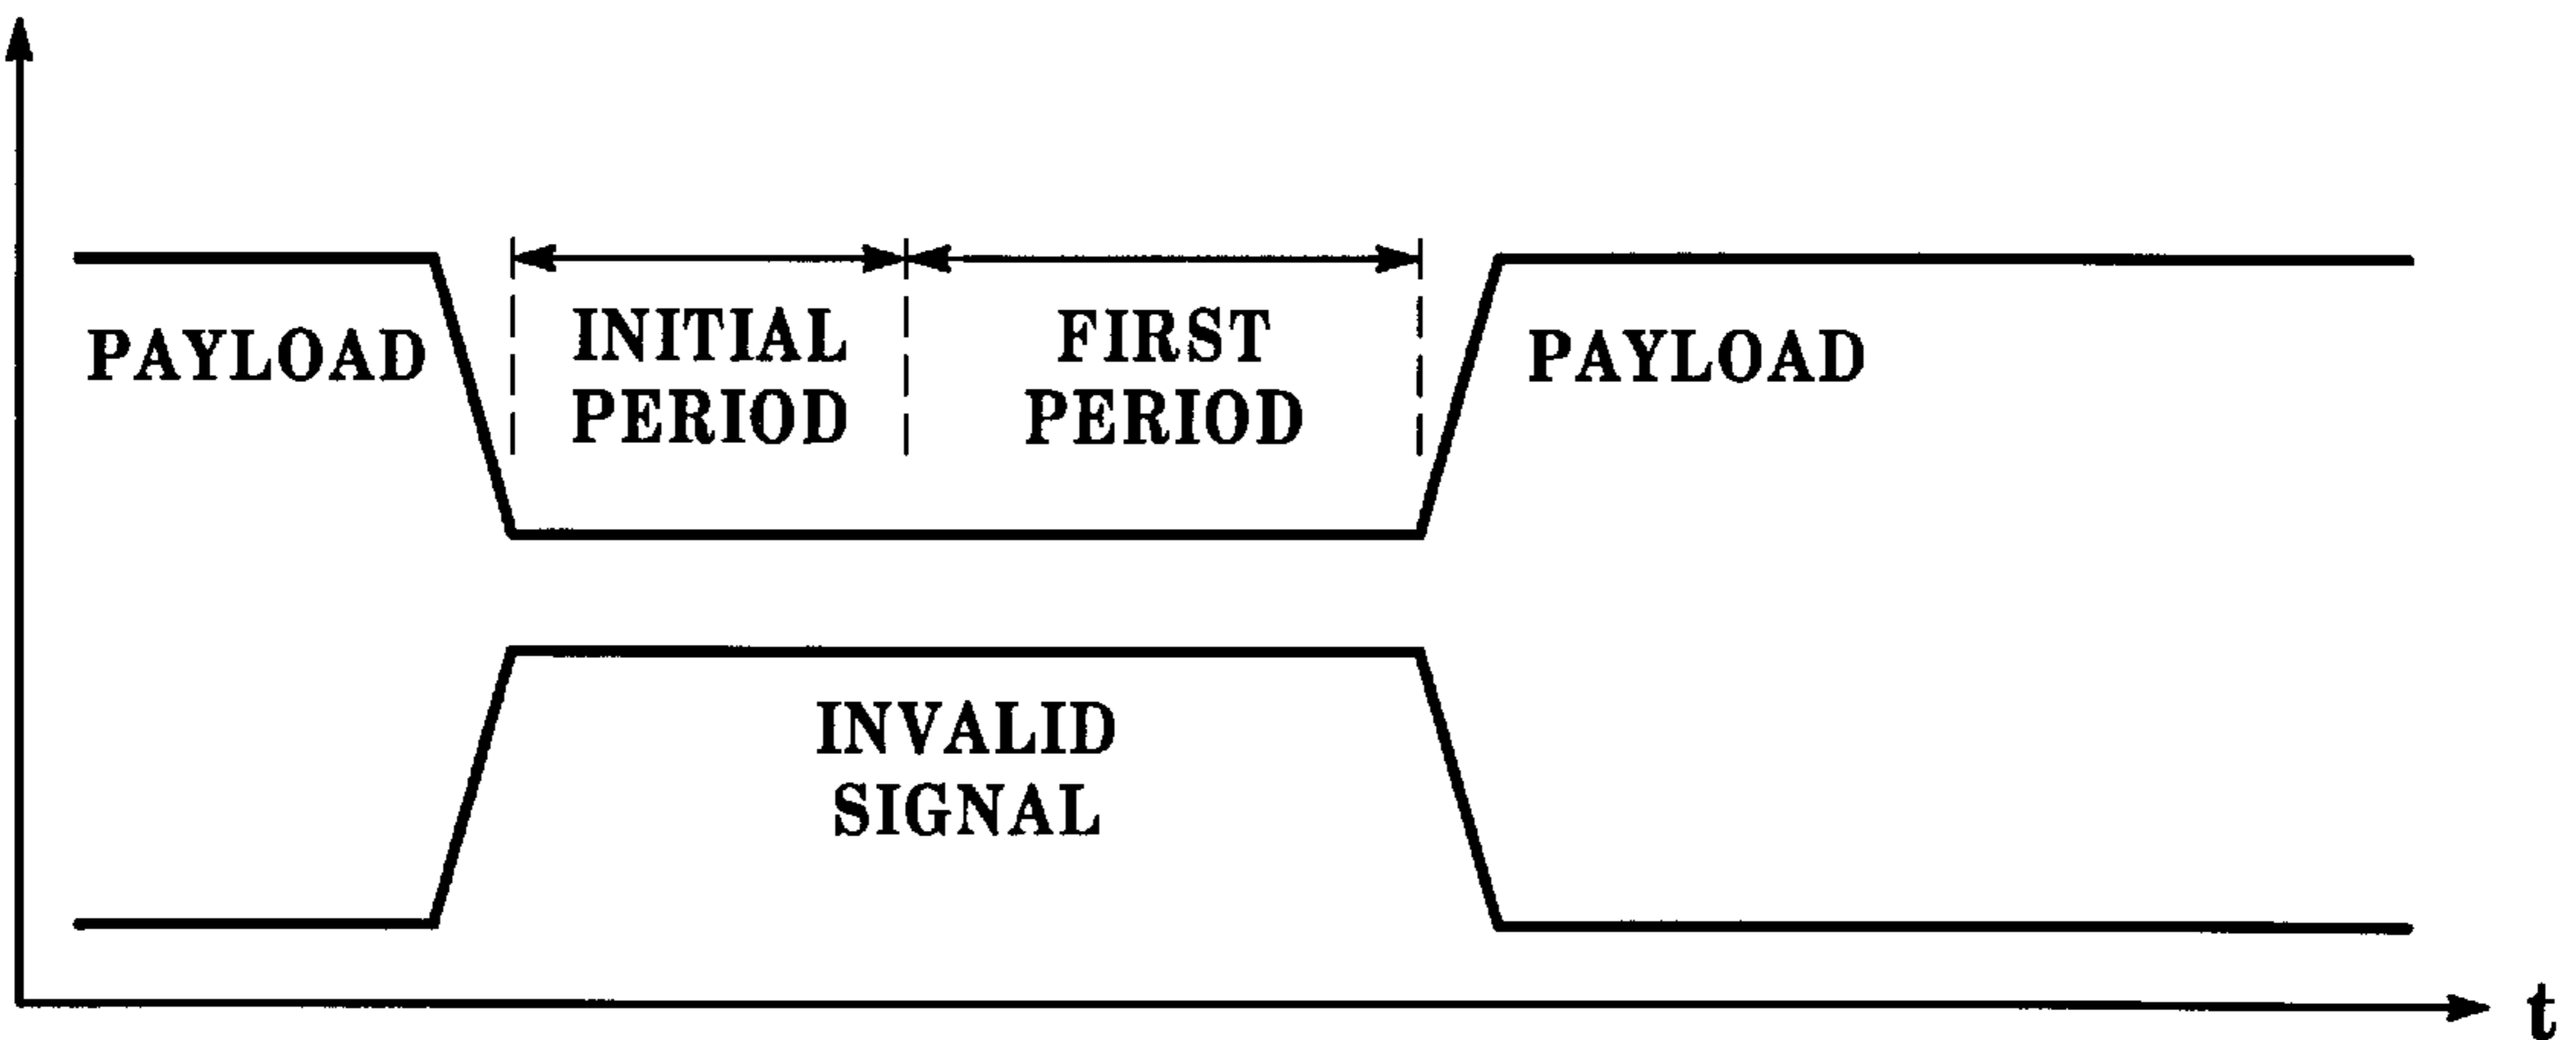 PAYLOAD
INITIAL
PERIOD
FIRST
PERIOD
PAYLOAD
INVALID
SIGNAL
t